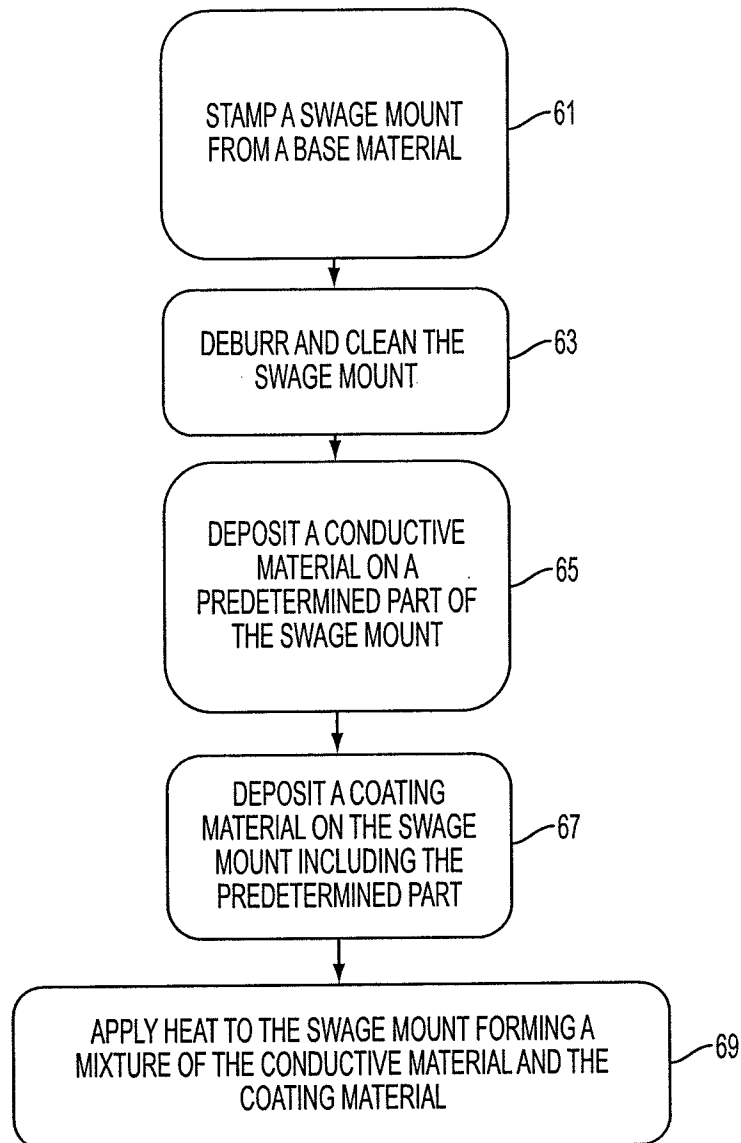 STAMP A SWAGE MOUNT
FROM A BASE MATERIAL
61
DEBURR AND CLEAN THE
SWAGE MOUNT
63
DEPOSIT A CONDUCTIVE
MATERIAL ON A
PREDETERMINED PART OF
THE SWAGE MOUNT
65
DEPOSIT A COATING
MATERIAL ON THE SWAGE
MOUNT INCLUDING THE
PREDETERMINED PART
67
APPLY HEAT TO THE SWAGE MOUNT FORMING A
MIXTURE OF THE CONDUCTIVE MATERIAL AND THE
COATING MATERIAL
69